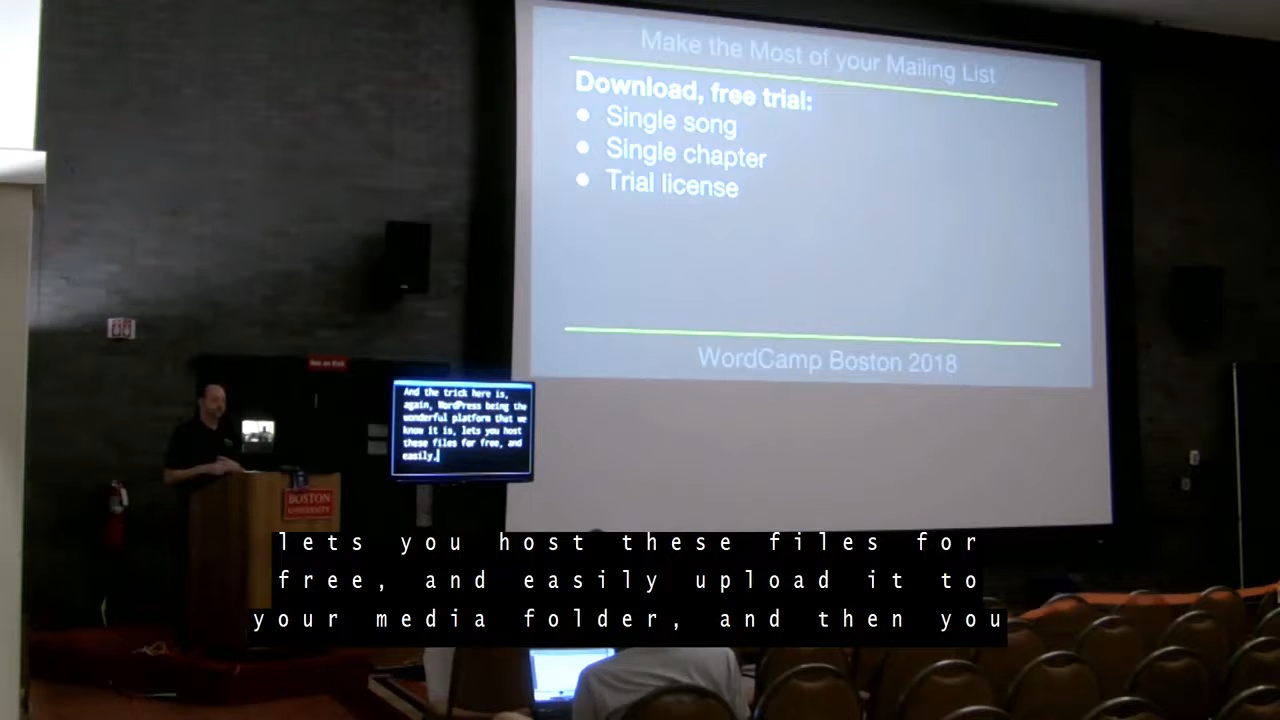 Make the Most of your Mailing List
Download, free trial:
● Single song
● Single chapter
● Trial license
WordCamp Boston 2018
Not an Exit
And the trick here is,
again, WordPress being the
wonderful platform that we
know it is, lets you host
these files for free, and
easily,
BOSTON
UNIVERSITY
lets you host these files for
free, and easily upload it to
your media folder, and then you